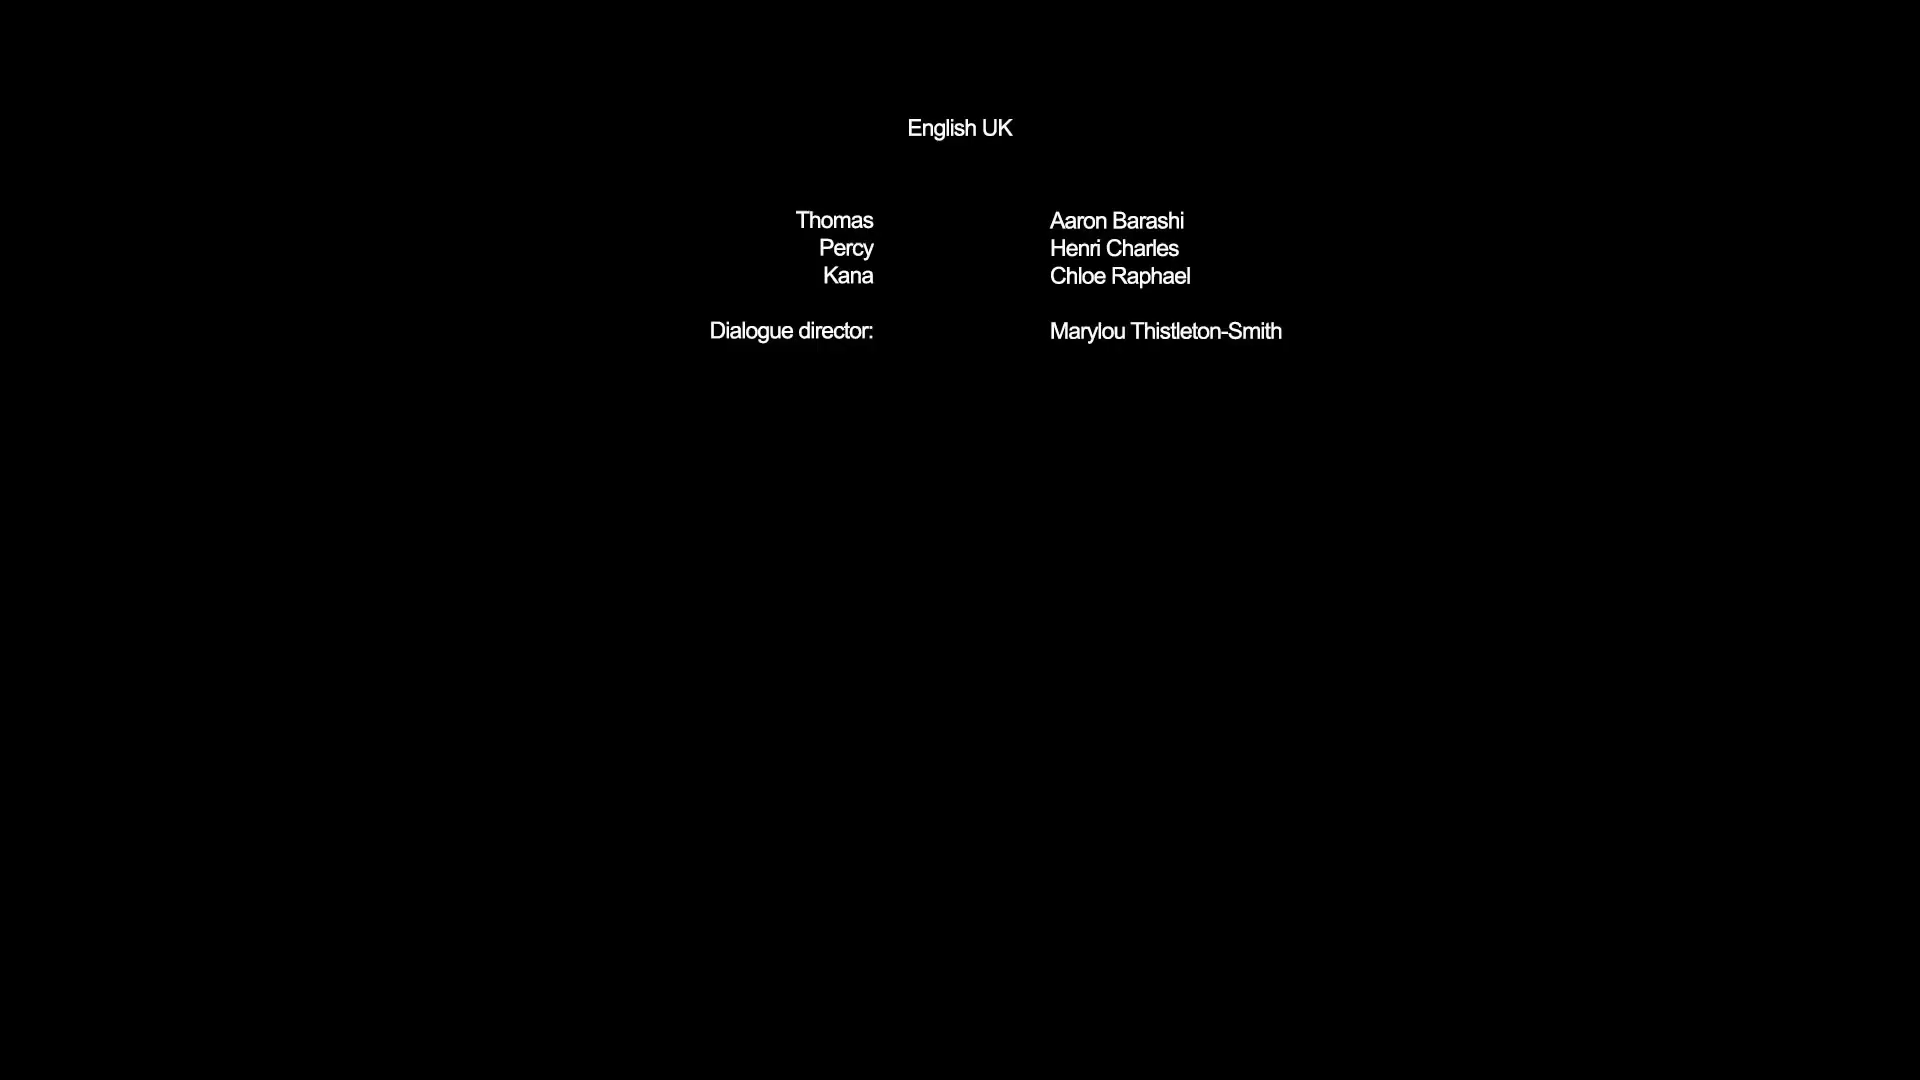 English UK
Thomas Aaron Barashi
Percy Henri Charles
Kana Chloe Raphael
Dialogue director: Marylou Thistleton-Smith